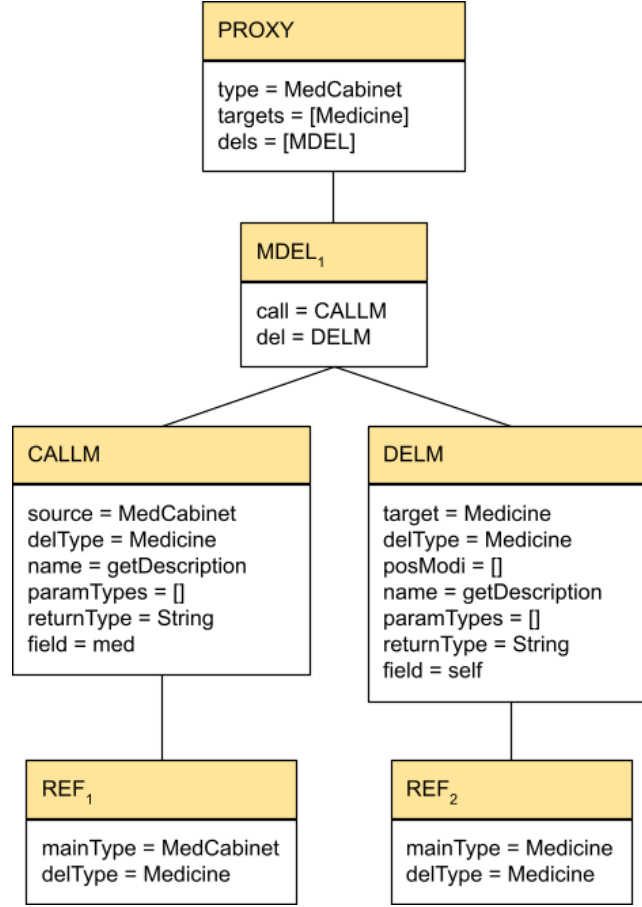 PROXY
type = MedCabinet
targets = [Medicine]
dels = [MDEL]
MDEL₁
call = CALLM
del = DELM
CALLM
source = MedCabinet
delType = Medicine
name = getDescription
paramTypes = []
returnType = String
field = med
DELM
target = Medicine
delType = Medicine
posModi = []
name = getDescription
paramTypes = []
returnType = String
field = self
REF₁
mainType = MedCabinet
delType = Medicine
REF₂
mainType = Medicine
delType = Medicine